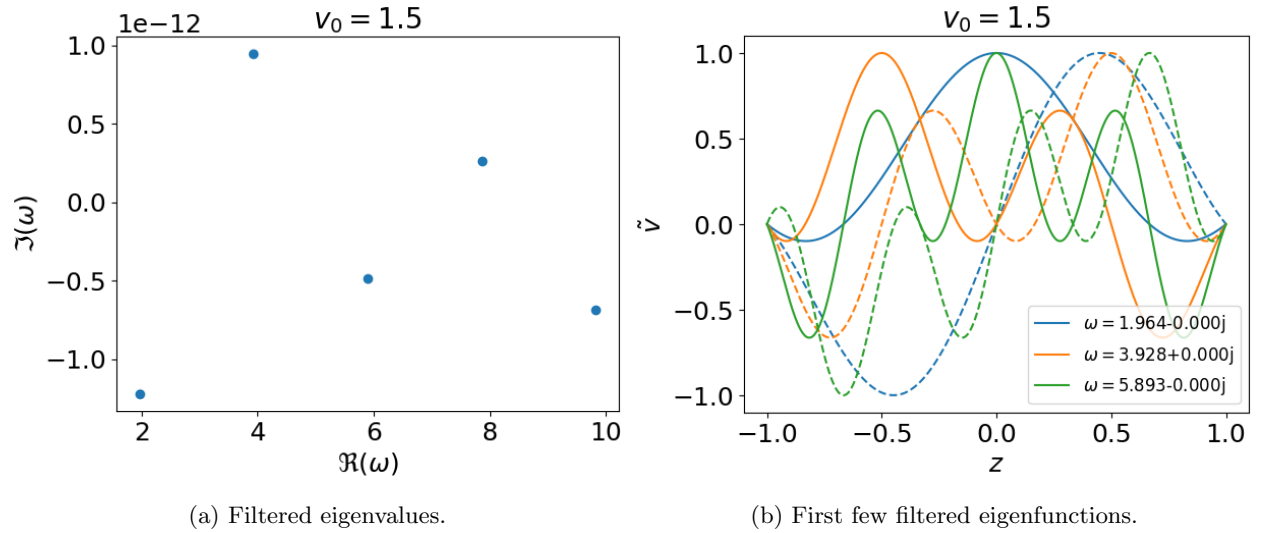 1e−12
v₀ = 1.5
1.0
0.5
0.0
−0.5
−1.0
ℑ(ω)
2
4
6
8
10
ℜ(ω)
(a) Filtered eigenvalues.
v₀ = 1.5
1.0
0.5
0.0
−0.5
−1.0
ṽ
ω = 1.964-0.000j
ω = 3.928+0.000j
ω = 5.893-0.000j
−1.0
−0.5
0.0
0.5
1.0
z
(b) First few filtered eigenfunctions.